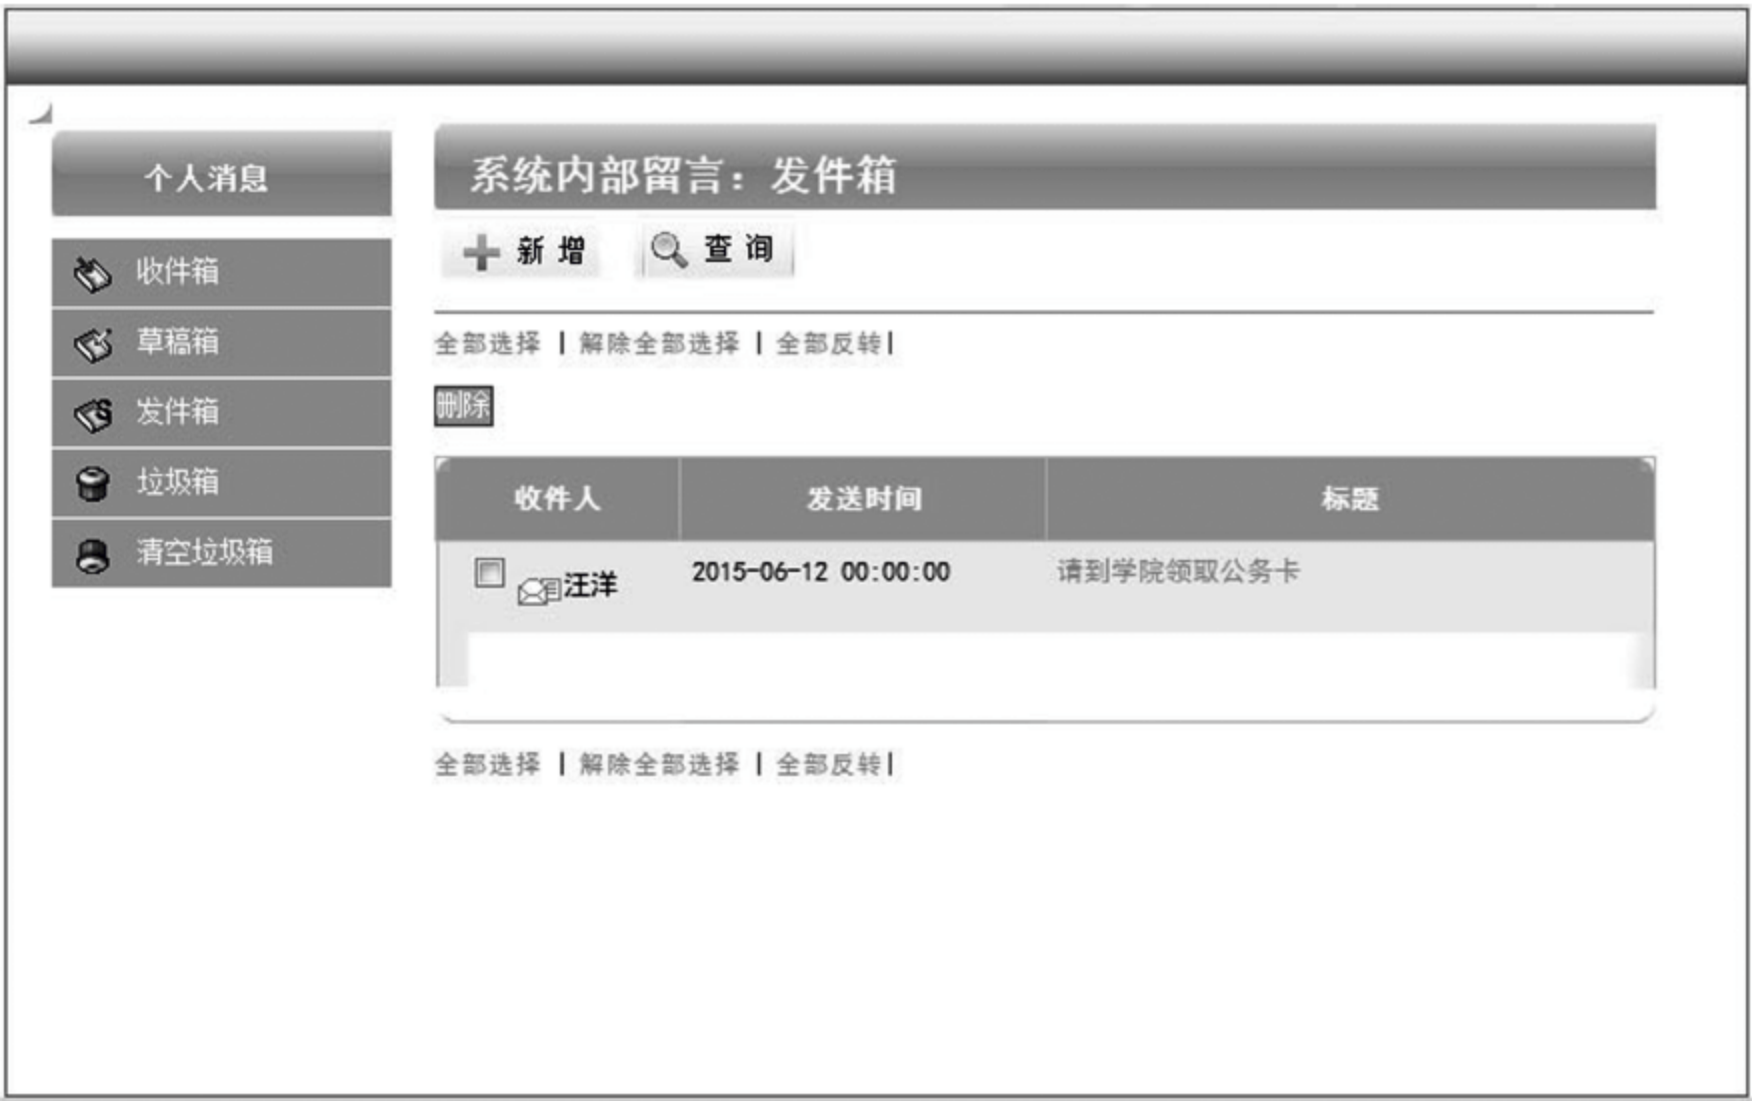 个人消息
收件箱
草稿箱
发件箱
垃圾箱
清空垃圾箱
系统内部留言：发件箱
新增 查询
全部选择 | 解除全部选择 | 全部反转|
删除
收件人 发送时间 标题
汪洋 2015-06-12 00:00:00 请到学院领取公务卡
全部选择 | 解除全部选择 | 全部反转|